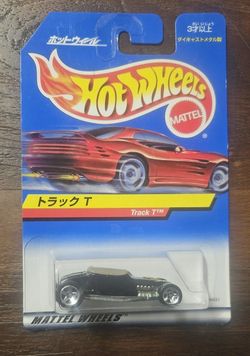 ホットウィール
3才以上
ダイキャストメタル製
Hot Wheels
MATTEL
トラック T
Track T™
MATTEL WHEELS